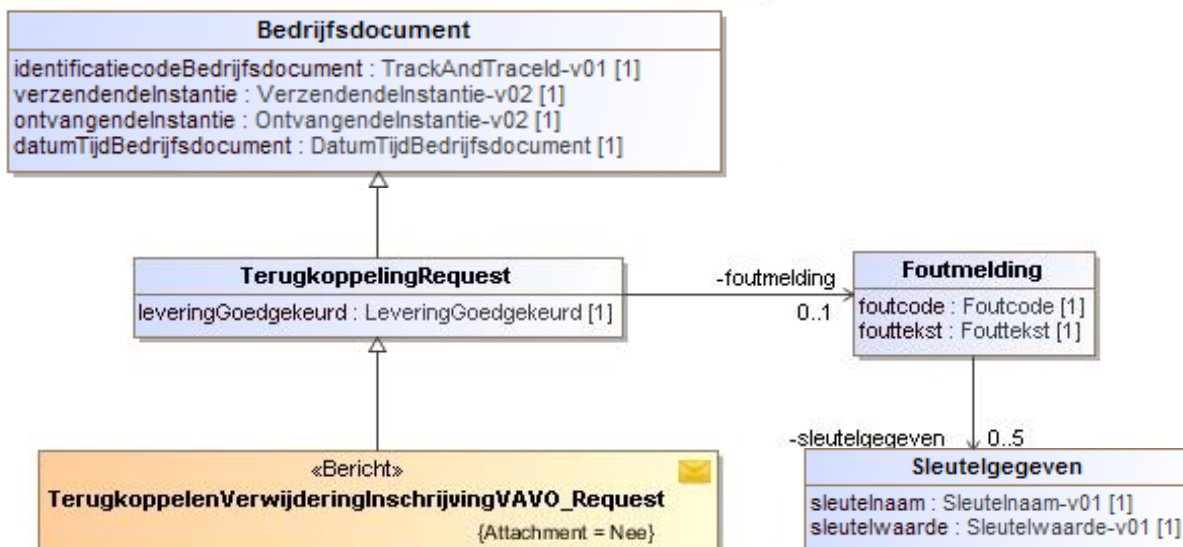 Bedrijfsdocument
identificatiecodeBedrijfsdocument : TrackAndTraceId-v01 [1]
verzendendeInstantie : VerzendendeInstantie-v02 [1]
ontvangendeInstantie : OntvangendeInstantie-v02 [1]
datumTijdBedrijfsdocument : DatumTijdBedrijfsdocument [1]
TerugkoppelingRequest
leveringGoedgekeurd : LeveringGoedgekeurd [1]
-foutmelding
0..1
Foutmelding
foutcode : Foutcode [1]
fouttekst : Fouttekst [1]
-sleutelgegeven 0..5
«Bericht»
TerugkoppelenVerwijderingInschrijvingVAVO_Request
{Attachment = Nee}
Sleutelgegeven
sleutelnaam : Sleutelnaam-v01 [1]
sleutelwaarde : Sleutelwaarde-v01 [1]